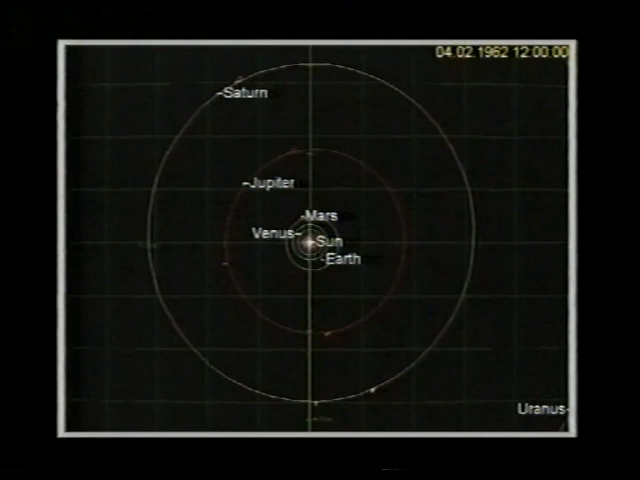 04.02.1962 12:00:00
Saturn
Jupiter
Mars
Venus
Sun
Earth
Uranus